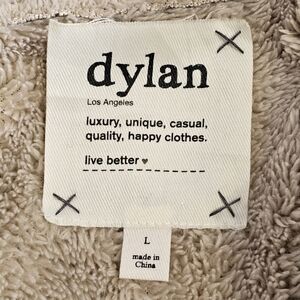 dylan
Los Angeles
luxury, unique, casual,
quality, happy clothes.
live better ♥
L
made in
China